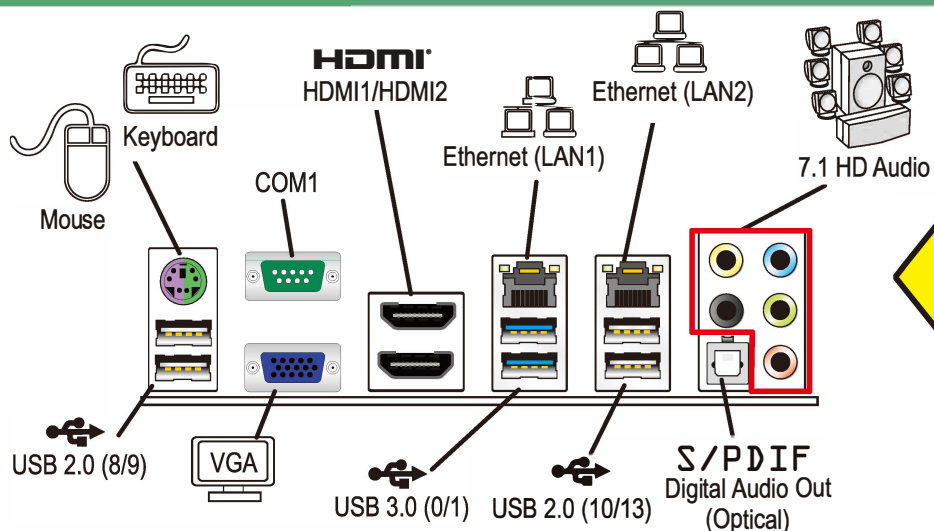 HDMI
HDMI1/HDMI2
Ethernet (LAN2)
Keyboard
Ethernet (LAN1)
7.1 HD Audio
Mouse
COM1
USB 2.0 (8/9)
VGA
USB 3.0 (0/1)
USB 2.0 (10/13)
S/PDIF
Digital Audio Out
(Optical)